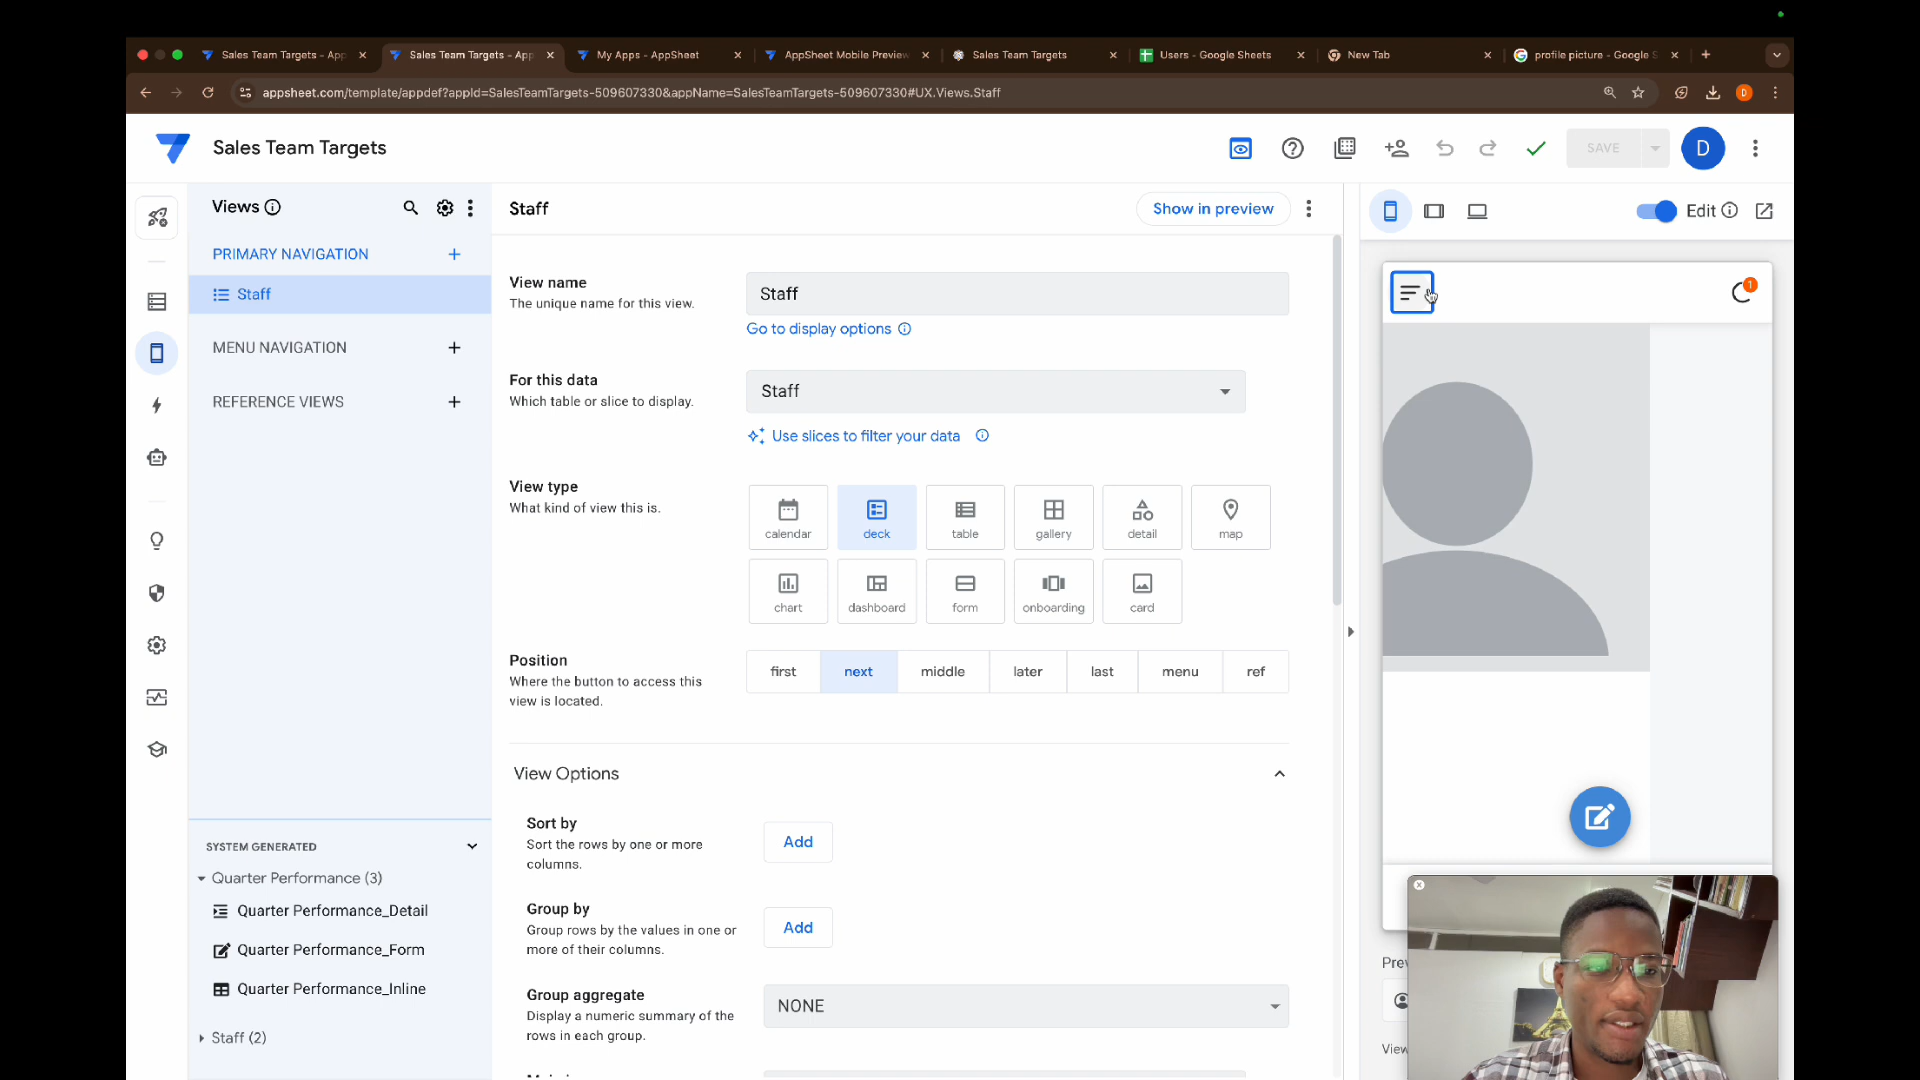 Sales Team Targets - App
Sales Team Targets - App
My Apps - AppSheet
AppSheet Mobile Preview
Sales Team Targets
Users - Google Sheets
New Tab
profile picture - Google S
appsheet.com/template/appdef?appId=SalesTeamTargets-509607330&appName=SalesTeamTargets-509607330#UX.Views.Staff
D
Sales Team Targets
SAVE
D
Views
PRIMARY NAVIGATION
Staff
MENU NAVIGATION
REFERENCE VIEWS
SYSTEM GENERATED
Quarter Performance (3)
Quarter Performance_Detail
Quarter Performance_Form
Quarter Performance_Inline
Staff (2)
Staff
Show in preview
View name
The unique name for this view.
Staff
Go to display options
For this data
Which table or slice to display.
Staff
Use slices to filter your data
View type
What kind of view this is.
calendar
deck
table
gallery
detail
map
chart
dashboard
form
onboarding
card
Position
Where the button to access this
view is located.
first
next
middle
later
last
menu
ref
View Options
Sort by
Sort the rows by one or more
columns.
Add
Group by
Group rows by the values in one or
more of their columns.
Add
Group aggregate
Display a numeric summary of the
rows in each group.
NONE
Edit
1